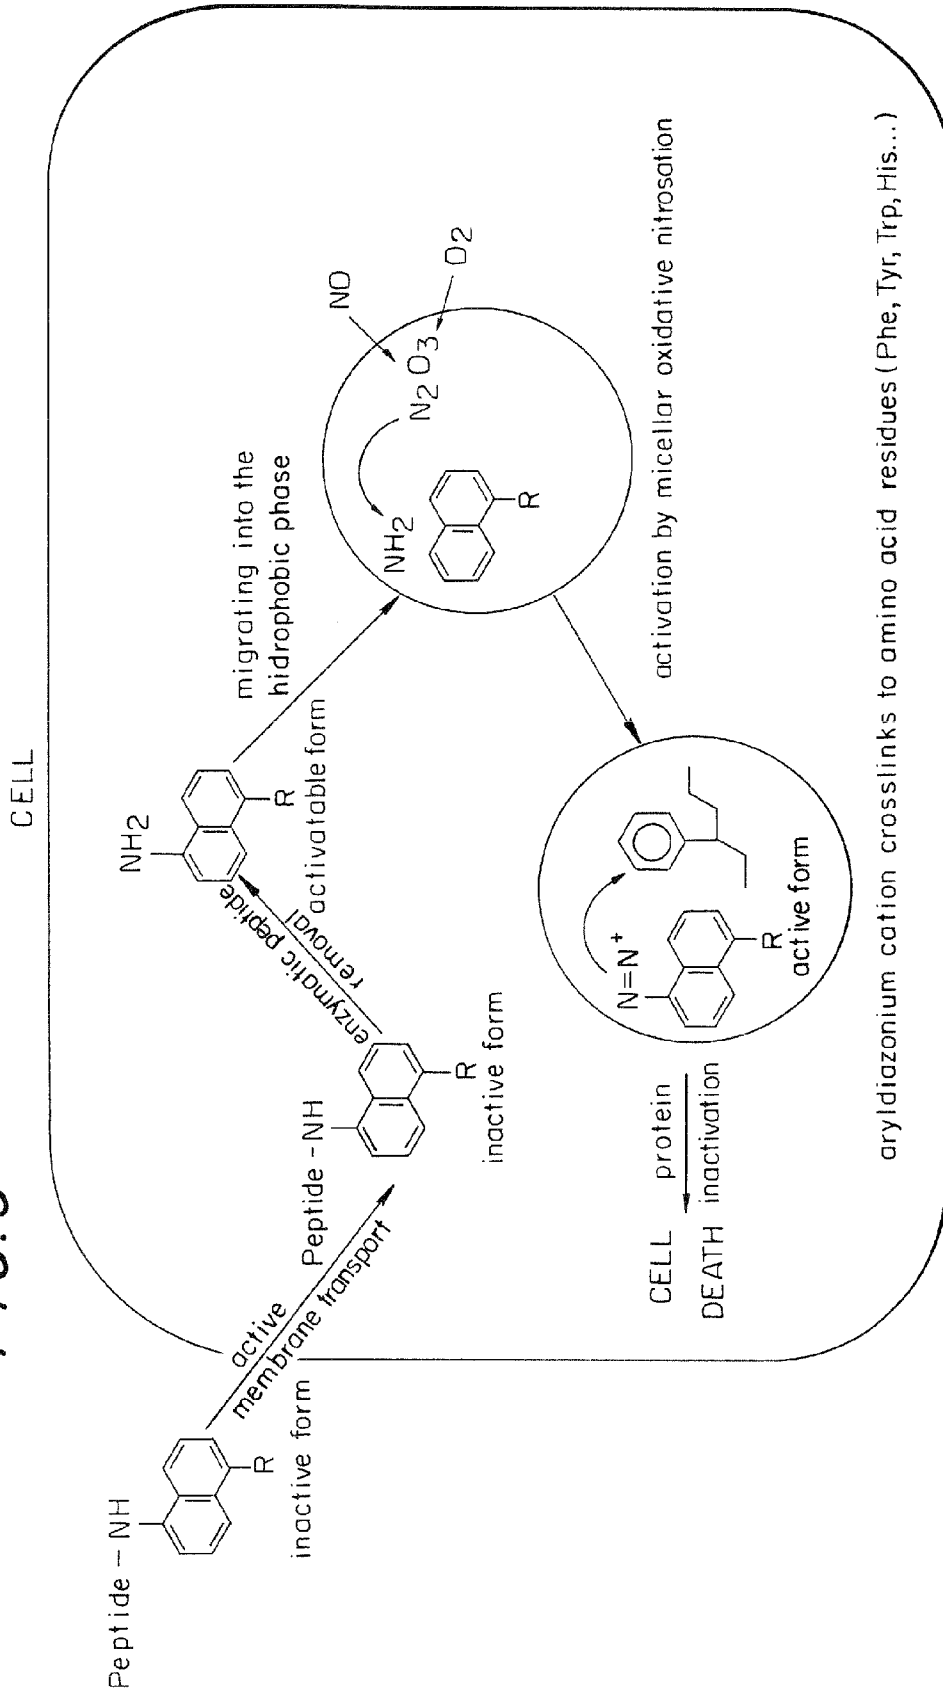 CELL
Peptide – NH
R
inactive form
active
membrane transport
Peptide - NH
R
inactive form
enzymatic peptide
removal
NH2
R
activatable form
migrating into the
hidrophobic phase
NH2
R
N2O3
NO
O2
activation by micellar oxidative nitrosation
N=N+
R
active form
CELL
DEATH
protein
inactivation
aryldiazonium cation crosslinks to amino acid residues (Phe, Tyr, Trp, His...)